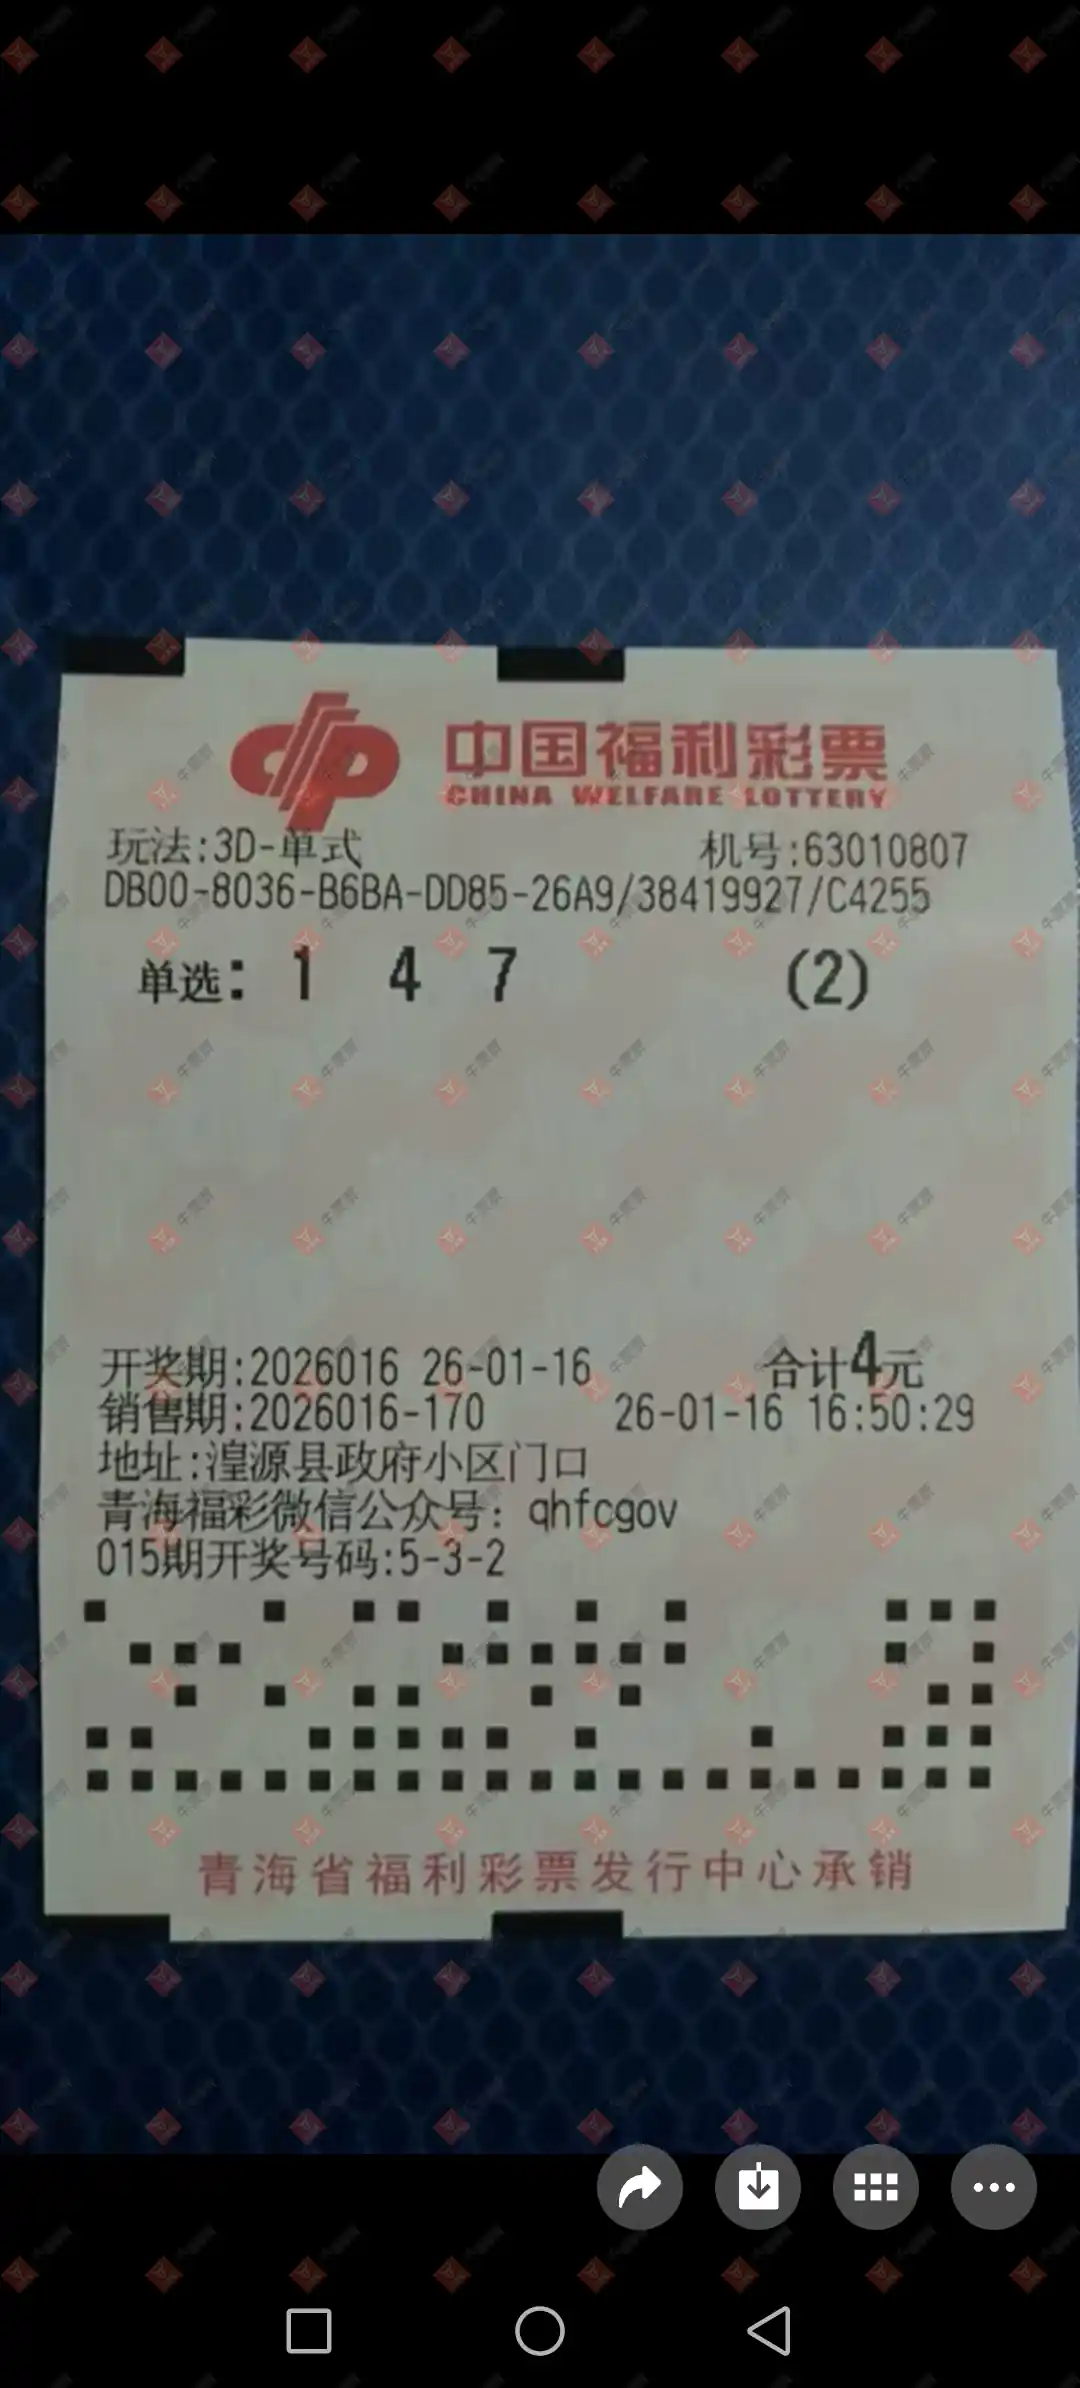 中国福利彩票
CHINA WELFARE LOTTERY
玩法:3D-单式 机号:63010807
DB00-8036-B6BA-DD85-26A9/38419927/C4255
单选: 1 4 7 (2)
开奖期:2026016 26-01-16 合计4元
销售期:2026016-170 26-01-16 16:50:29
地址:湟源县政府小区门口
青海福彩微信公众号: qhfcgov
015期开奖号码:5-3-2
青海省福利彩票发行中心承销